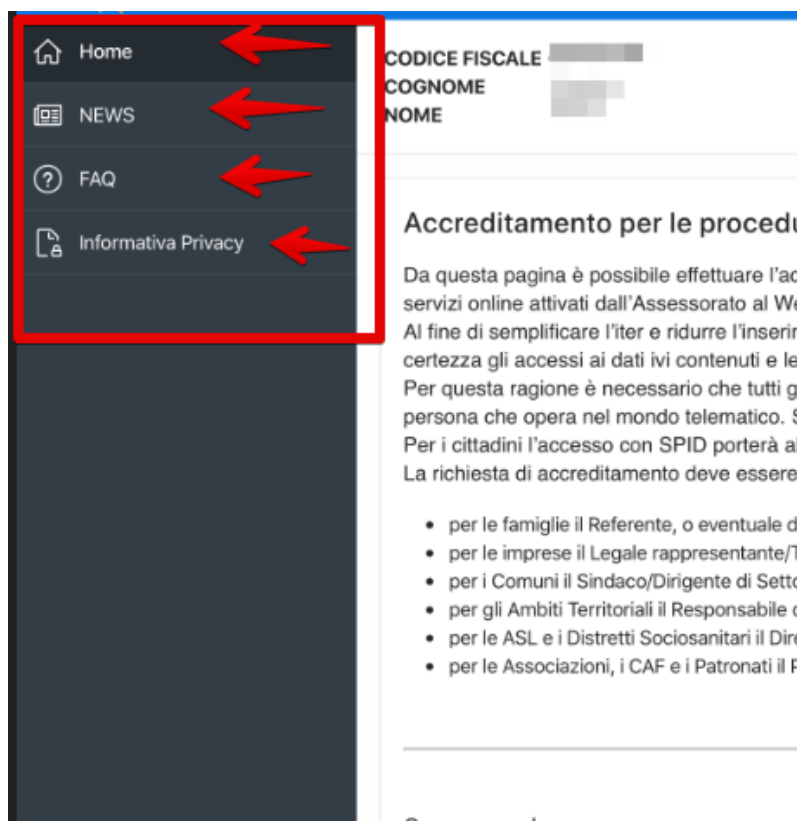 Home
NEWS
FAQ
Informativa Privacy
CODICE FISCALE
COGNOME
NOME
Accreditamento per le procedu
Da questa pagina è possibile effettuare l'ac
servizi online attivati dall'Assessorato al We
Al fine di semplificare l'iter e ridurre l'inserin
certezza gli accessi ai dati ivi contenuti e le
Per questa ragione è necessario che tutti g
persona che opera nel mondo telematico. S
Per i cittadini l'accesso con SPID porterà al
La richiesta di accreditamento deve essere
• per le famiglie il Referente, o eventuale d
• per le imprese il Legale rappresentante/T
• per i Comuni il Sindaco/Dirigente di Setto
• per gli Ambiti Territoriali il Responsabile d
• per le ASL e i Distretti Sociosanitari il Dire
• per le Associazioni, i CAF e i Patronati il P